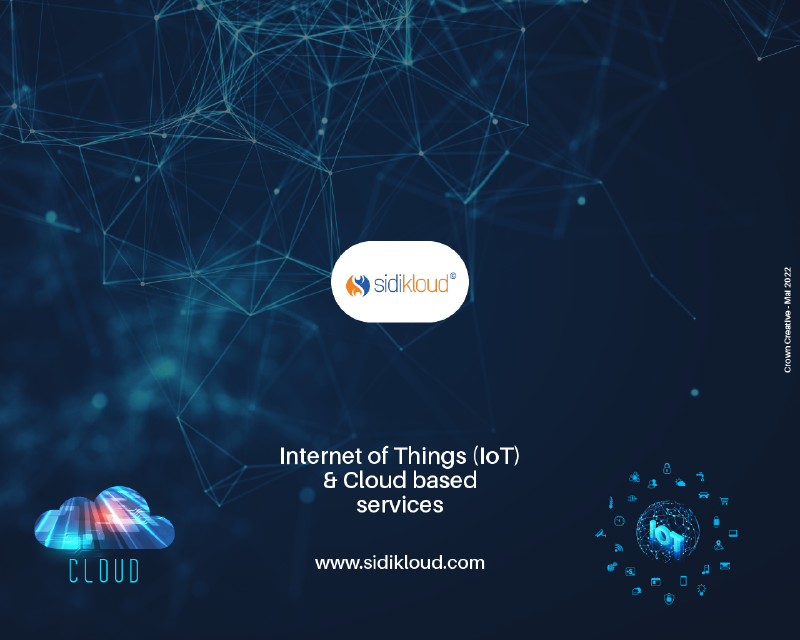 sidikloud©
Crown Creative - Mai 2022
Internet of Things (IoT)
& Cloud based
services
www.sidikloud.com
CLOUD
IoT